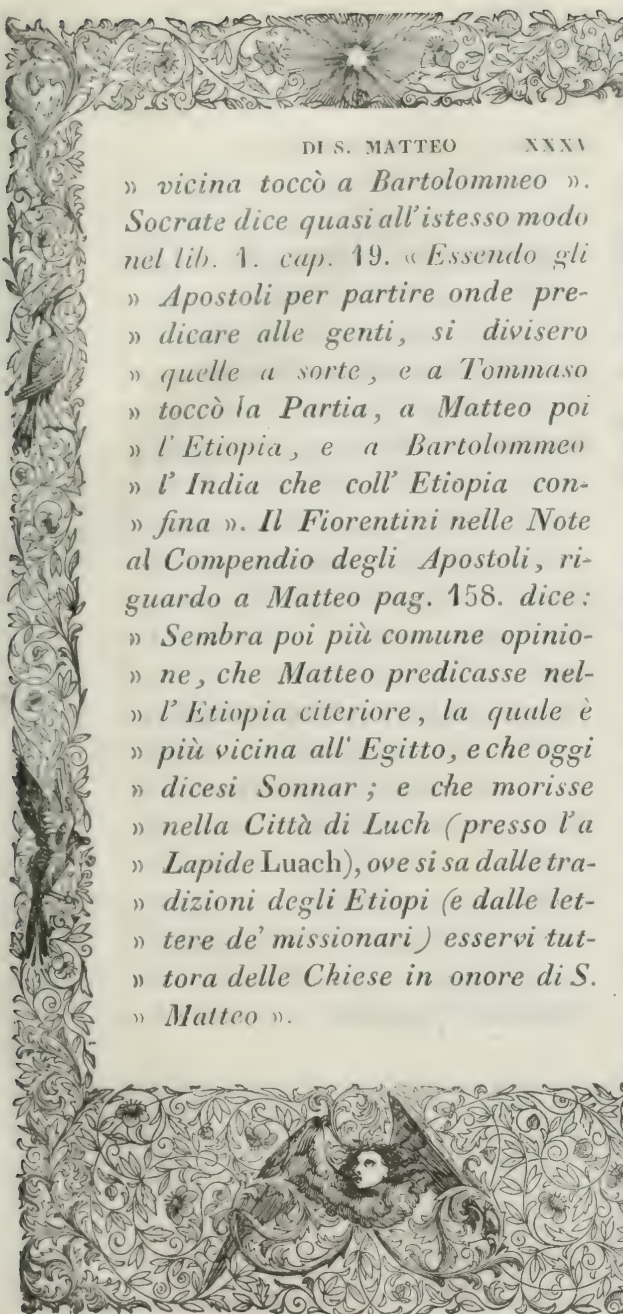 DI S. MATTEO XXXV
» vicina toccò a Bartolommeo ».
Socrate dice quasi all'istesso modo
nel lib. 1. cap. 19. « Essendo gli
» Apostoli per partire onde pre-
» dicare alle genti, si divisero
» quelle a sorte, e a Tommaso
» toccò la Partia, a Matteo poi
» l'Etiopia, e a Bartolommeo
» l'India che coll'Etiopia con-
» fina ». Il Fiorentini nelle Note
al Compendio degli Apostoli, ri-
guardo a Matteo pag. 158. dice:
» Sembra poi più comune opinio-
» ne, che Matteo predicasse nel-
» l'Etiopia citeriore, la quale è
» più vicina all'Egitto, e che oggi
» dicesi Sonnar; e che morisse
» nella Città di Luch (presso l'a
» Lapide Luach), ove si sa dalle tra-
» dizioni degli Etiopi (e dalle let-
» tere de' missionari) esservi tut-
» tora delle Chiese in onore di S.
» Matteo ».